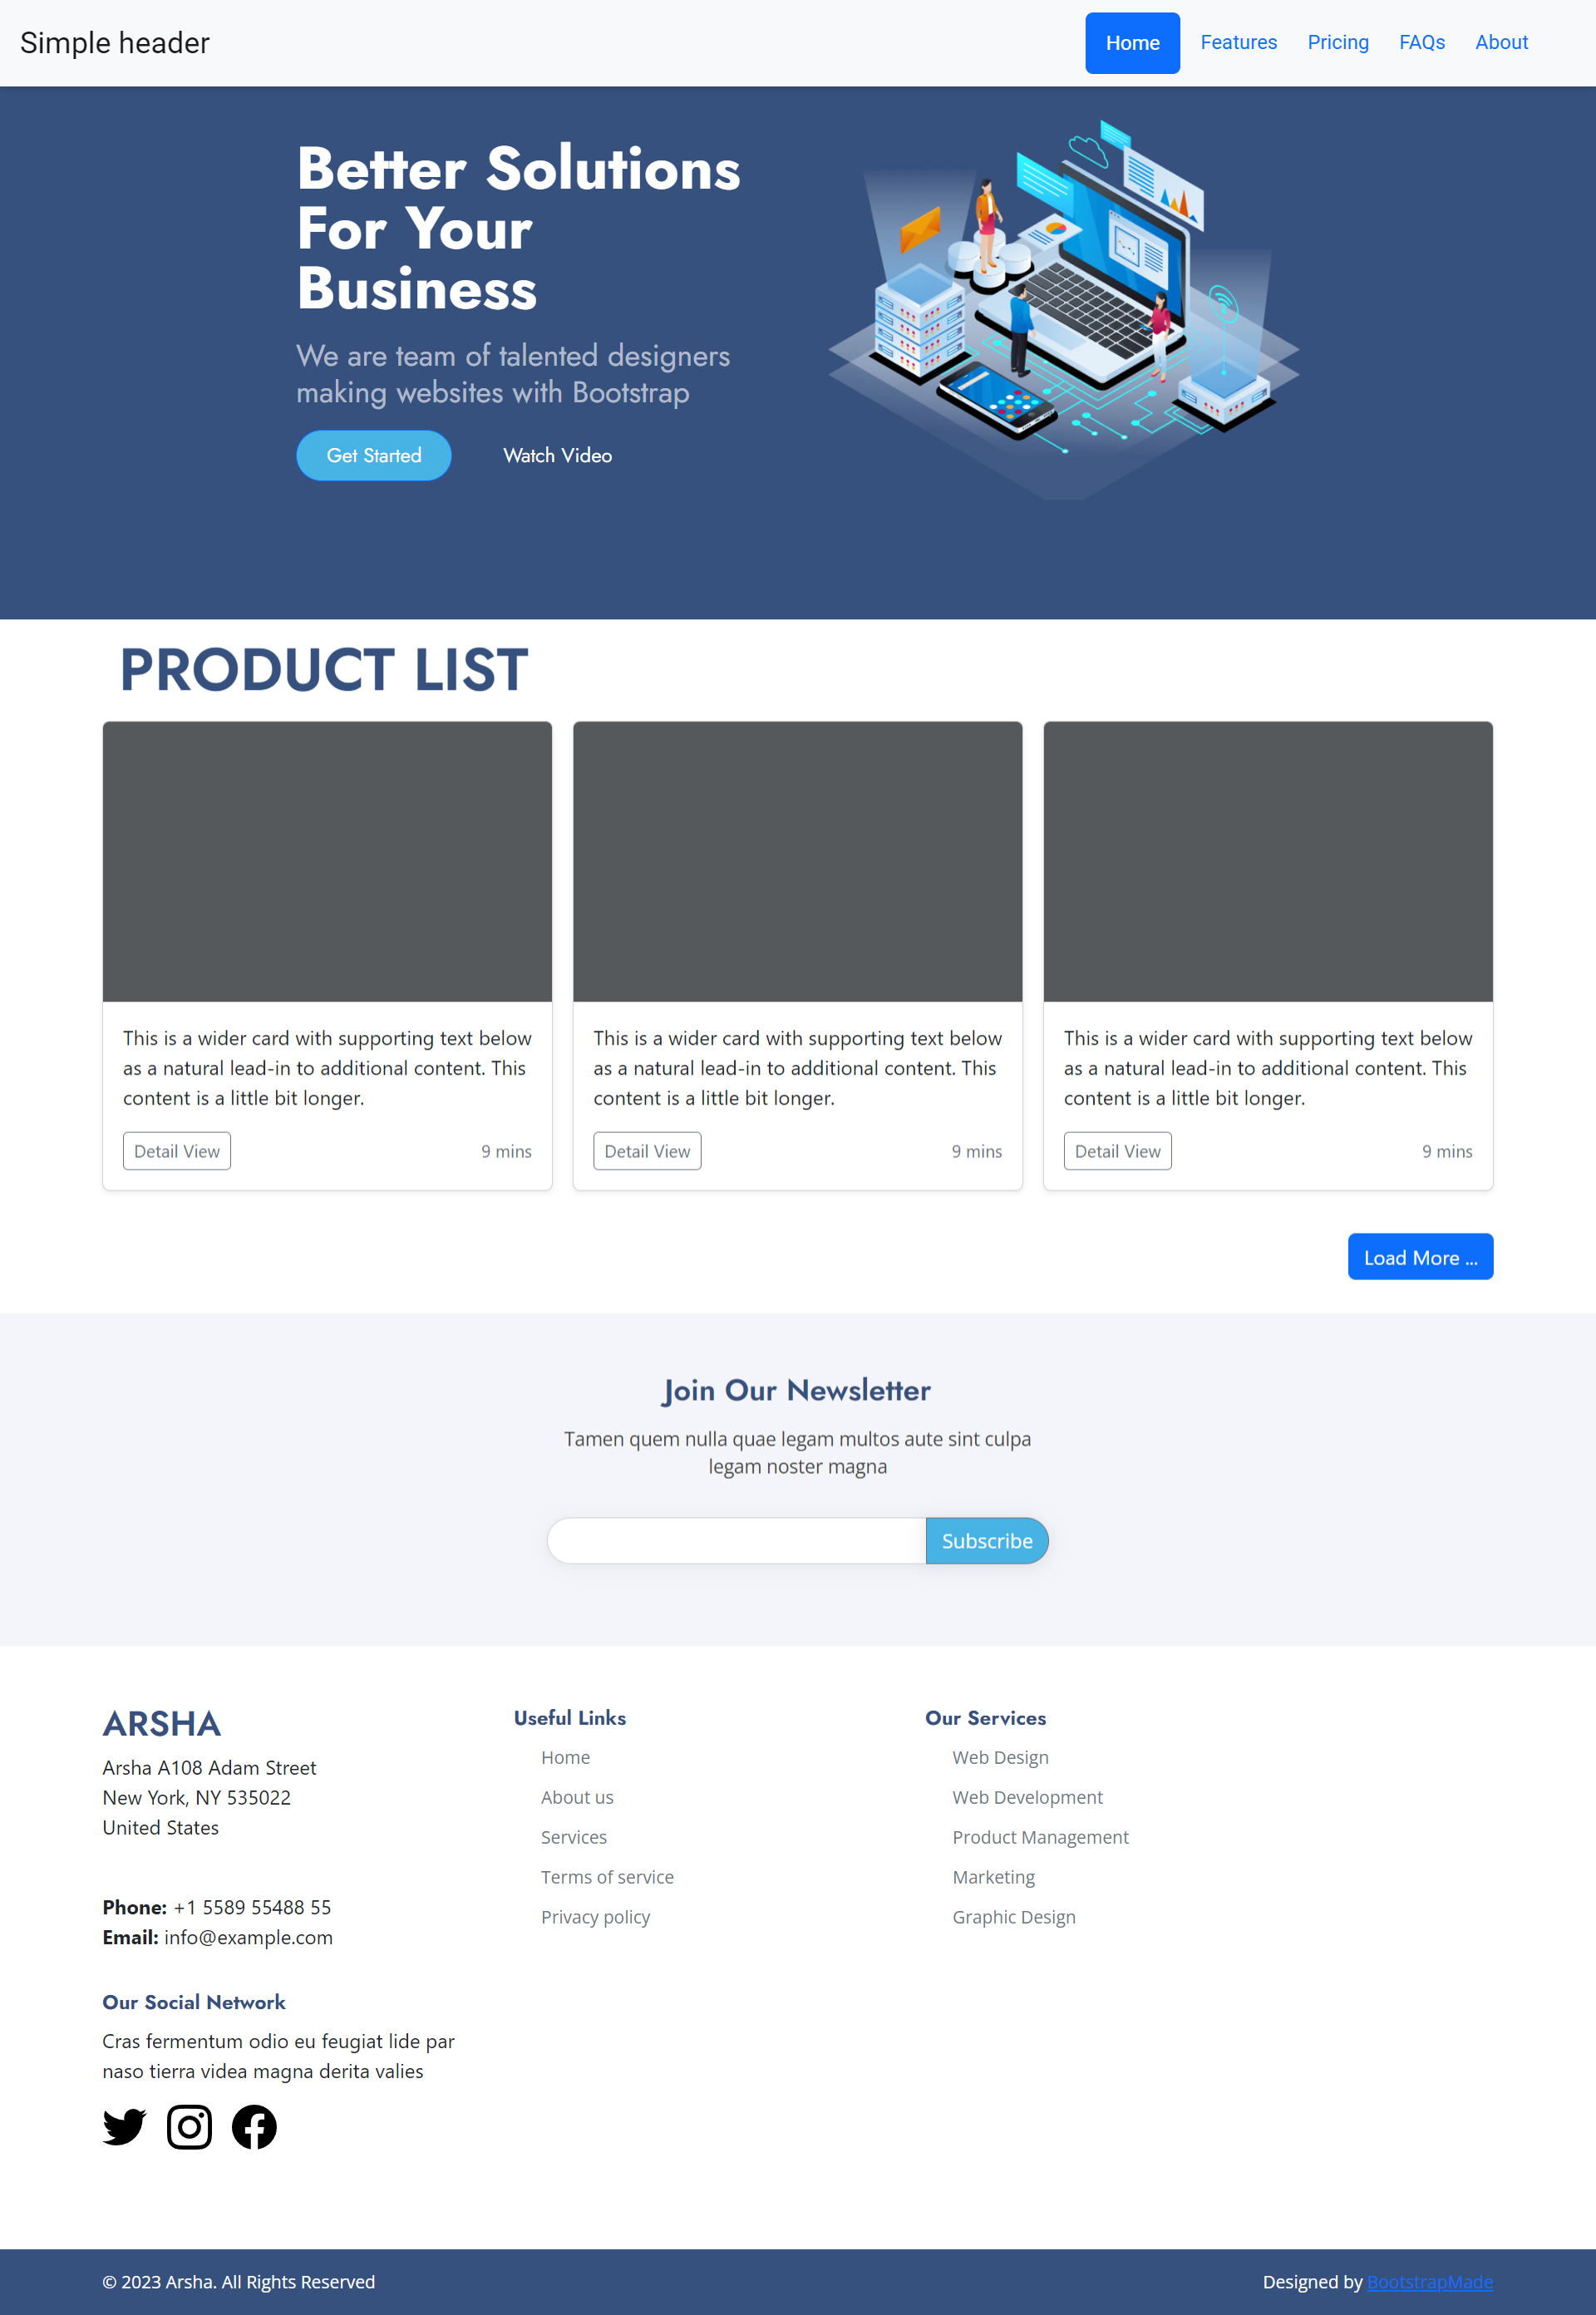 Simple header
Home
Features
Pricing
FAQs
About
Better Solutions
For Your
Business
We are team of talented designers
making websites with Bootstrap
Get Started
Watch Video
PRODUCT LIST
This is a wider card with supporting text below
as a natural lead-in to additional content. This
content is a little bit longer.
Detail View
9 mins
This is a wider card with supporting text below
as a natural lead-in to additional content. This
content is a little bit longer.
Detail View
9 mins
This is a wider card with supporting text below
as a natural lead-in to additional content. This
content is a little bit longer.
Detail View
9 mins
Load More ...
Join Our Newsletter
Tamen quem nulla quae legam multos aute sint culpa
legam noster magna
Subscribe
ARSHA
Arsha A108 Adam Street
New York, NY 535022
United States
Phone: +1 5589 55488 55
Email: info@example.com
Our Social Network
Cras fermentum odio eu feugiat lide par
naso tierra videa magna derita valies
Useful Links
Home
About us
Services
Terms of service
Privacy policy
Our Services
Web Design
Web Development
Product Management
Marketing
Graphic Design
© 2023 Arsha. All Rights Reserved
Designed by BootstrapMade